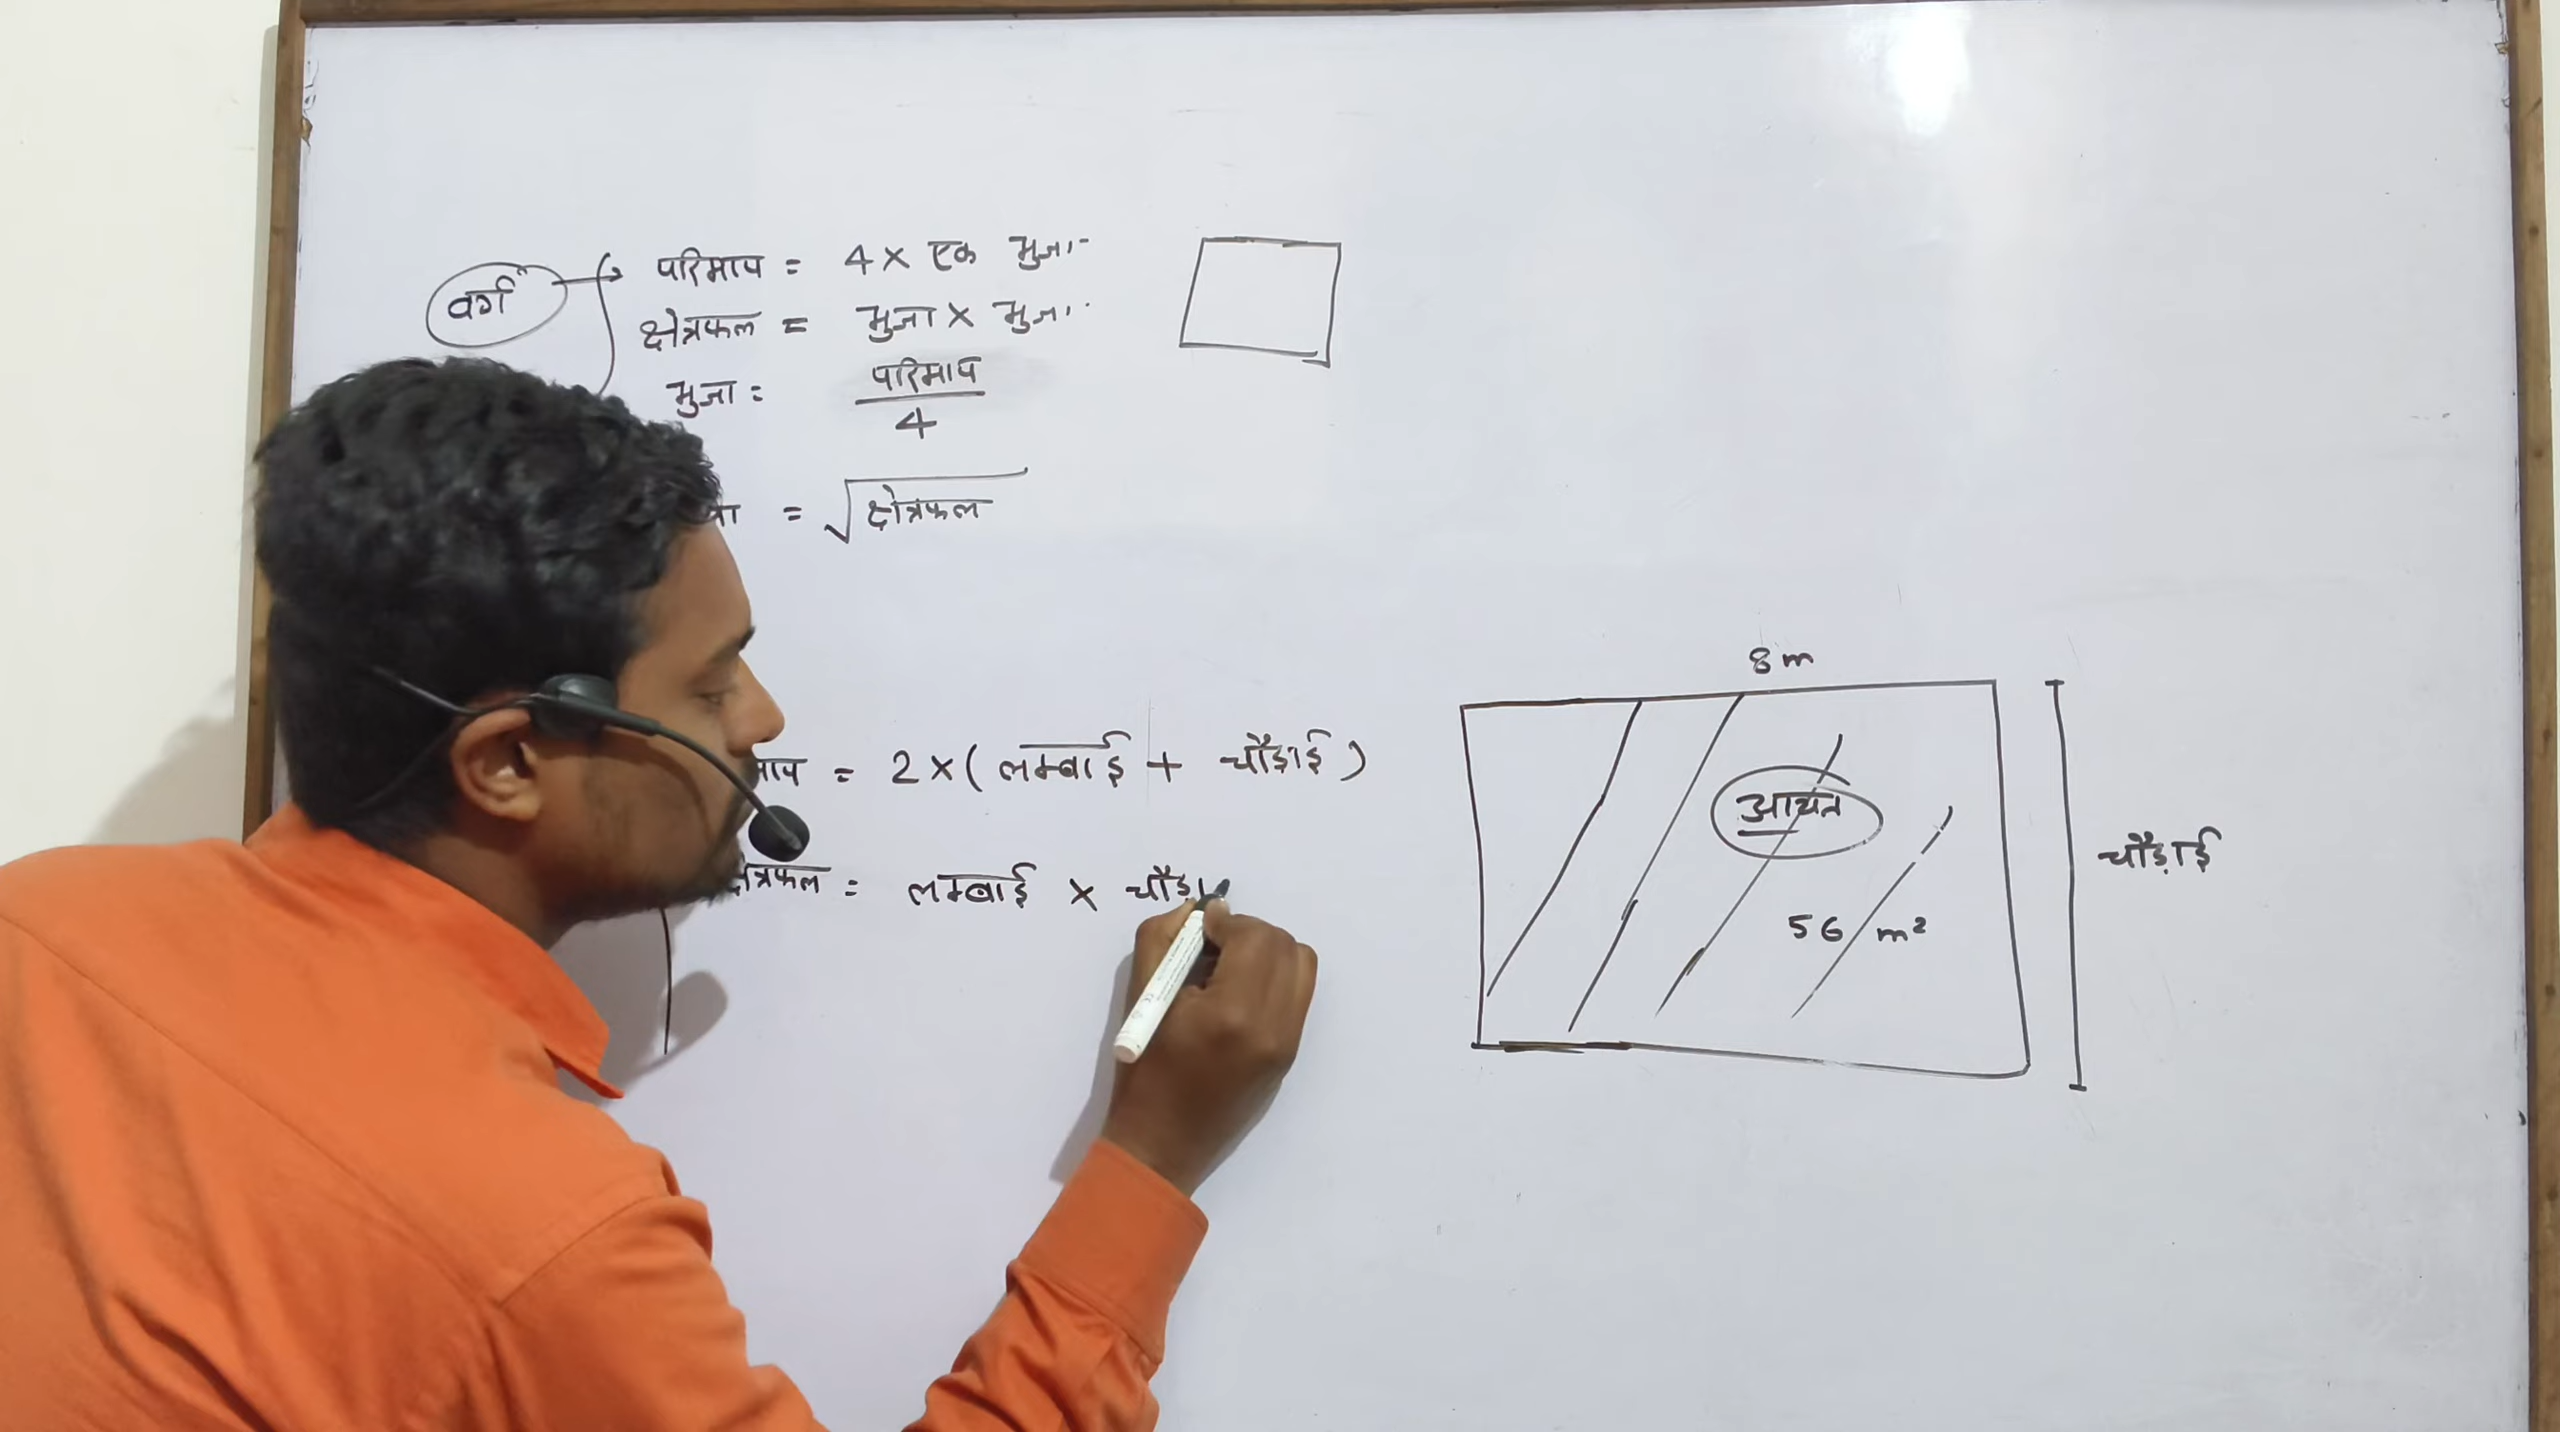 वर्ग
परिमाप = 4 × एक भुजा
क्षेत्रफल = भुजा × भुजा
भुजा = परिमाप
4
= √क्षेत्रफल
= 2 × ( लम्बाई + चौड़ाई )
क्षेत्रफल = लम्बाई × चौड़ा
8 m
आयत
56 m²
चौड़ाई